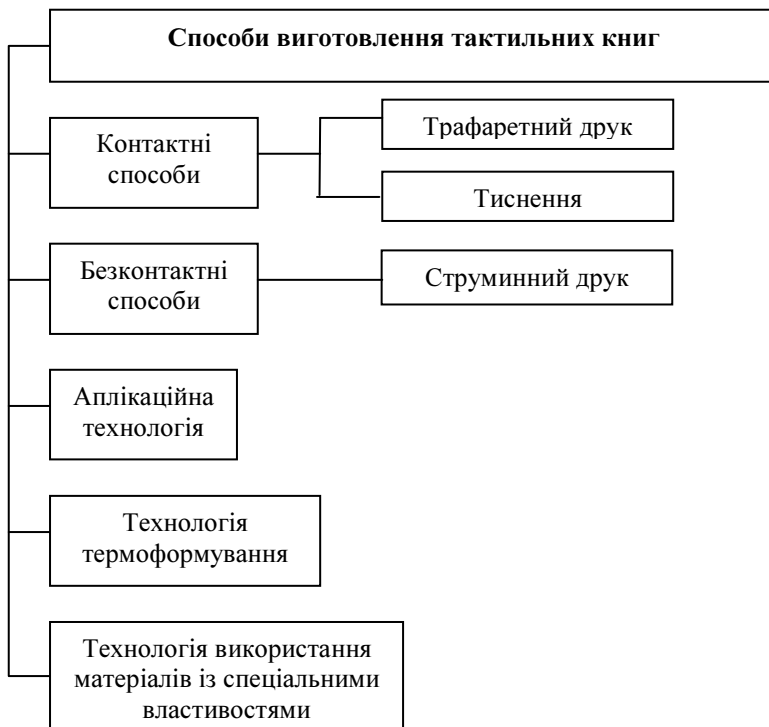 Способи виготовлення тактильних книг
Контактні
способи
Трафаретний друк
Тиснення
Безконтактні
способи
Струминний друк
Аплікаційна
технологія
Технологія
термоформування
Технологія використання
матеріалів із спеціальними
властивостями